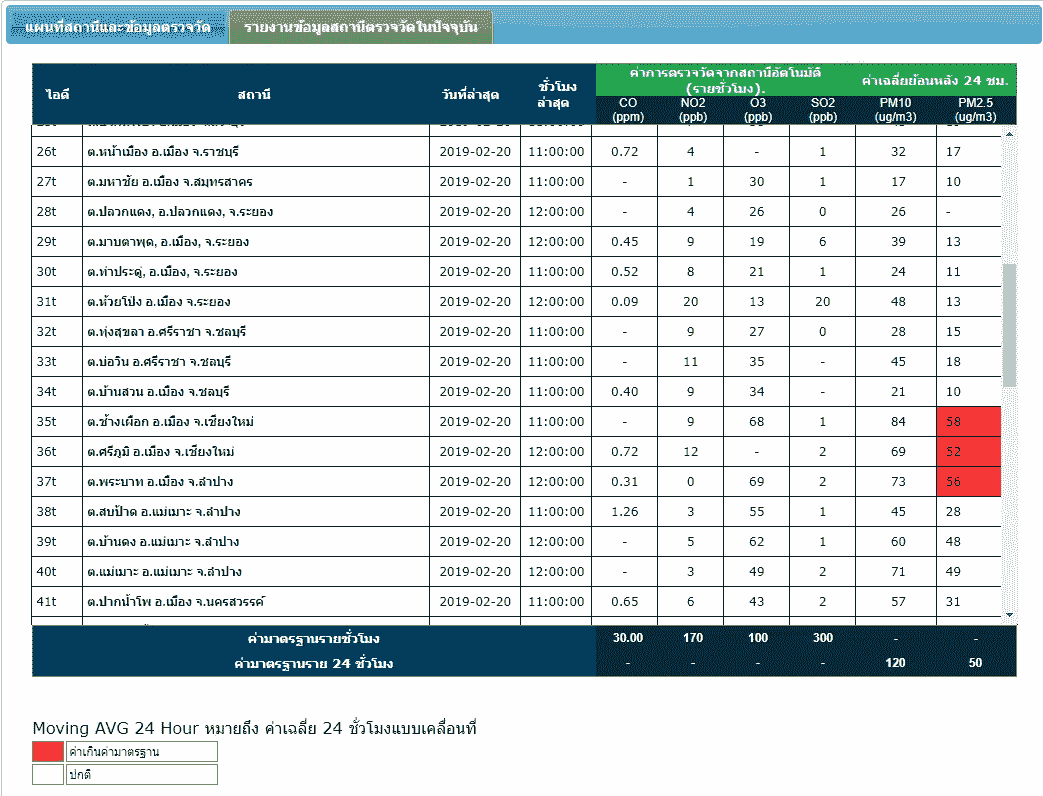 แผนที่สถานีและข้อมูลตรวจวัด รายงานข้อมูลสถานีตรวจวัดในปัจจุบัน
ไอดี สถานี วันที่ล่าสุด ชั่วโมงล่าสุด ค่าการตรวจวัดจากสถานีอัตโนมัติ (รายชั่วโมง). ค่าเฉลี่ยย้อนหลัง 24 ชม.
CO NO2 O3 SO2 PM10 PM2.5
(ppm) (ppb) (ppb) (ppb) (ug/m3) (ug/m3)
26t ต.หน้าเมือง อ.เมือง จ.ราชบุรี 2019-02-20 11:00:00 0.72 4 - 1 32 17
27t ต.มหาชัย อ.เมือง จ.สมุทรสาคร 2019-02-20 11:00:00 - 1 30 1 17 10
28t ต.ปลวกแดง, อ.ปลวกแดง, จ.ระยอง 2019-02-20 12:00:00 - 4 26 0 26 -
29t ต.มาบตาพุด, อ.เมือง, จ.ระยอง 2019-02-20 12:00:00 0.45 9 19 6 39 13
30t ต.ท่าประดู่, อ.เมือง, จ.ระยอง 2019-02-20 11:00:00 0.52 8 21 1 24 11
31t ต.ห้วยโป่ง อ.เมือง จ.ระยอง 2019-02-20 12:00:00 0.09 20 13 20 48 13
32t ต.ทุ่งสุขลา อ.ศรีราชา จ.ชลบุรี 2019-02-20 11:00:00 - 9 27 0 28 15
33t ต.บ่อวิน อ.ศรีราชา จ.ชลบุรี 2019-02-20 11:00:00 - 11 35 - 45 18
34t ต.บ้านสวน อ.เมือง จ.ชลบุรี 2019-02-20 11:00:00 0.40 9 34 - 21 10
35t ต.ช้างเผือก อ.เมือง จ.เชียงใหม่ 2019-02-20 11:00:00 - 9 68 1 84 58
36t ต.ศรีภูมิ อ.เมือง จ.เชียงใหม่ 2019-02-20 12:00:00 0.72 12 - 2 69 52
37t ต.พระบาท อ.เมือง จ.ลำปาง 2019-02-20 12:00:00 0.31 0 69 2 73 56
38t ต.สบป้าด อ.แม่เมาะ จ.ลำปาง 2019-02-20 11:00:00 1.26 3 55 1 45 28
39t ต.บ้านดง อ.แม่เมาะ จ.ลำปาง 2019-02-20 12:00:00 - 5 62 1 60 48
40t ต.แม่เมาะ อ.แม่เมาะ จ.ลำปาง 2019-02-20 12:00:00 - 3 49 2 71 49
41t ต.ปากน้ำโพ อ.เมือง จ.นครสวรรค์ 2019-02-20 11:00:00 0.65 6 43 2 57 31
ค่ามาตรฐานรายชั่วโมง 30.00 170 100 300 - -
ค่ามาตรฐานราย 24 ชั่วโมง - - - - 120 50
Moving AVG 24 Hour หมายถึง ค่าเฉลี่ย 24 ชั่วโมงแบบเคลื่อนที่
ค่าเกินค่ามาตรฐาน
ปกติ